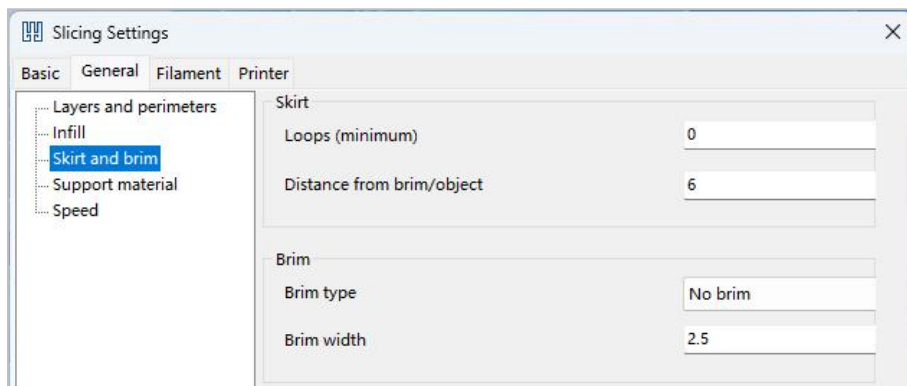 Slicing Settings
Basic General Filament Printer
Layers and perimeters
Infill
Skirt and brim
Support material
Speed
Skirt
Loops (minimum) 0
Distance from brim/object 6
Brim
Brim type No brim
Brim width 2.5